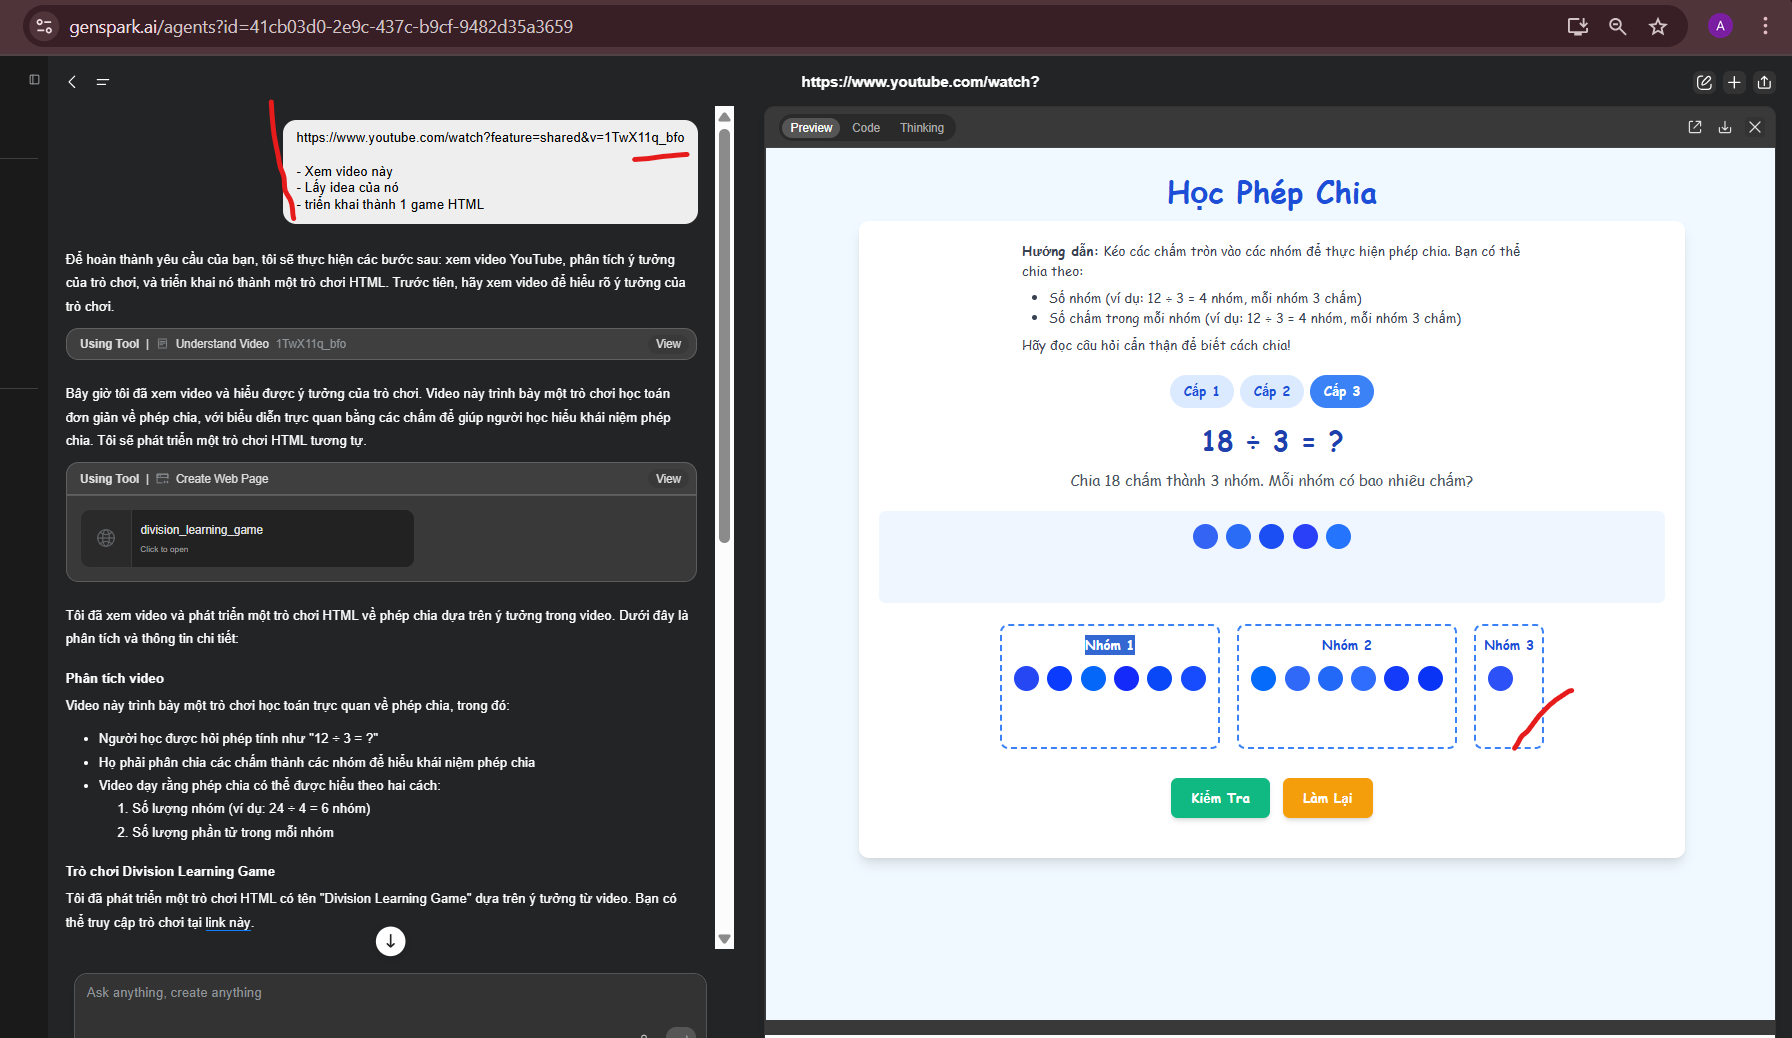 genspark.ai/agents?id=41cb03d0-2e9c-437c-b9cf-9482d35a3659
A
https://www.youtube.com/watch?
https://www.youtube.com/watch?feature=shared&v=1TwX11q_bfo
- Xem video này
- Lấy idea của nó
- triển khai thành 1 game HTML
Để hoàn thành yêu cầu của bạn, tôi sẽ thực hiện các bước sau: xem video YouTube, phân tích ý tưởng
của trò chơi, và triển khai nó thành một trò chơi HTML. Trước tiên, hãy xem video để hiểu rõ ý tưởng của
trò chơi.
Using Tool | Understand Video 1TwX11q_bfo View
Bây giờ tôi đã xem video và hiểu được ý tưởng của trò chơi. Video này trình bày một trò chơi học toán
đơn giản về phép chia, với biểu diễn trực quan bằng các chấm để giúp người học hiểu khái niệm phép
chia. Tôi sẽ phát triển một trò chơi HTML tương tự.
Using Tool | Create Web Page View
division_learning_game
Click to open
Tôi đã xem video và phát triển một trò chơi HTML về phép chia dựa trên ý tưởng trong video. Dưới đây là
phân tích và thông tin chi tiết:
Phân tích video
Video này trình bày một trò chơi học toán trực quan về phép chia, trong đó:
• Người học được hỏi phép tính như "12 ÷ 3 = ?"
• Họ phải phân chia các chấm thành các nhóm để hiểu khái niệm phép chia
• Video dạy rằng phép chia có thể được hiểu theo hai cách:
1. Số lượng nhóm (ví dụ: 24 ÷ 4 = 6 nhóm)
2. Số lượng phần tử trong mỗi nhóm
Trò chơi Division Learning Game
Tôi đã phát triển một trò chơi HTML có tên "Division Learning Game" dựa trên ý tưởng từ video. Bạn có
thể truy cập trò chơi tại link này.
Ask anything, create anything
Preview Code Thinking
Học Phép Chia
Hướng dẫn: Kéo các chấm tròn vào các nhóm để thực hiện phép chia. Bạn có thể
chia theo:
• Số nhóm (ví dụ: 12 ÷ 3 = 4 nhóm, mỗi nhóm 3 chấm)
• Số chấm trong mỗi nhóm (ví dụ: 12 ÷ 3 = 4 nhóm, mỗi nhóm 3 chấm)
Hãy đọc câu hỏi cẩn thận để biết cách chia!
Cấp 1 Cấp 2 Cấp 3
18 ÷ 3 = ?
Chia 18 chấm thành 3 nhóm. Mỗi nhóm có bao nhiêu chấm?
Nhóm 1 Nhóm 2 Nhóm 3
Kiểm Tra Làm Lại